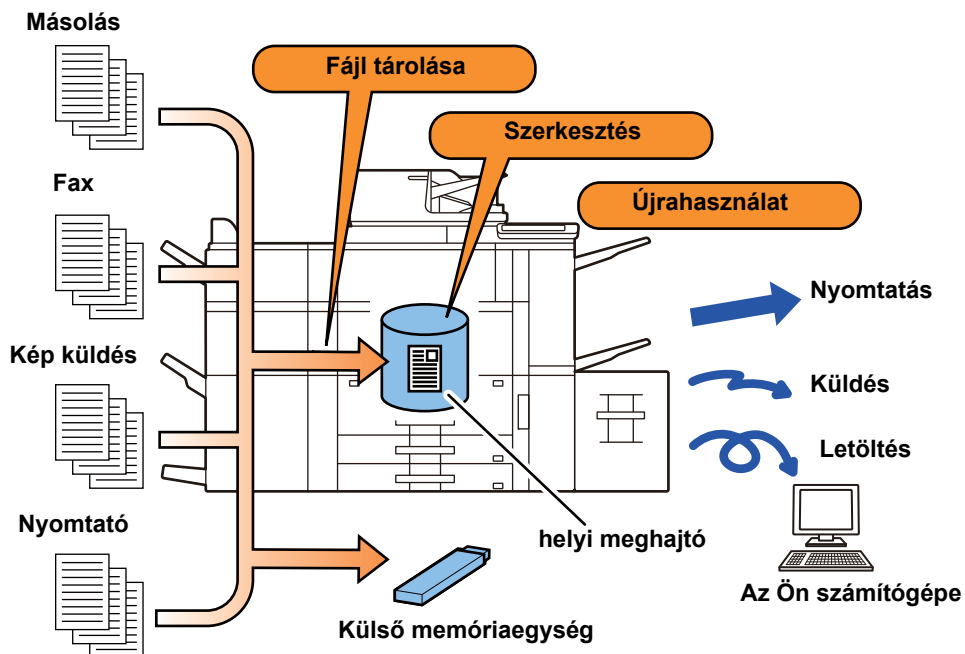 Másolás
Fájl tárolása
Szerkesztés
Fax
Újrahasználat
Nyomtatás
Kép küldés
Küldés
Letöltés
Nyomtató
helyi meghajtó
Az Ön számítógépe
Külső memóriaegység